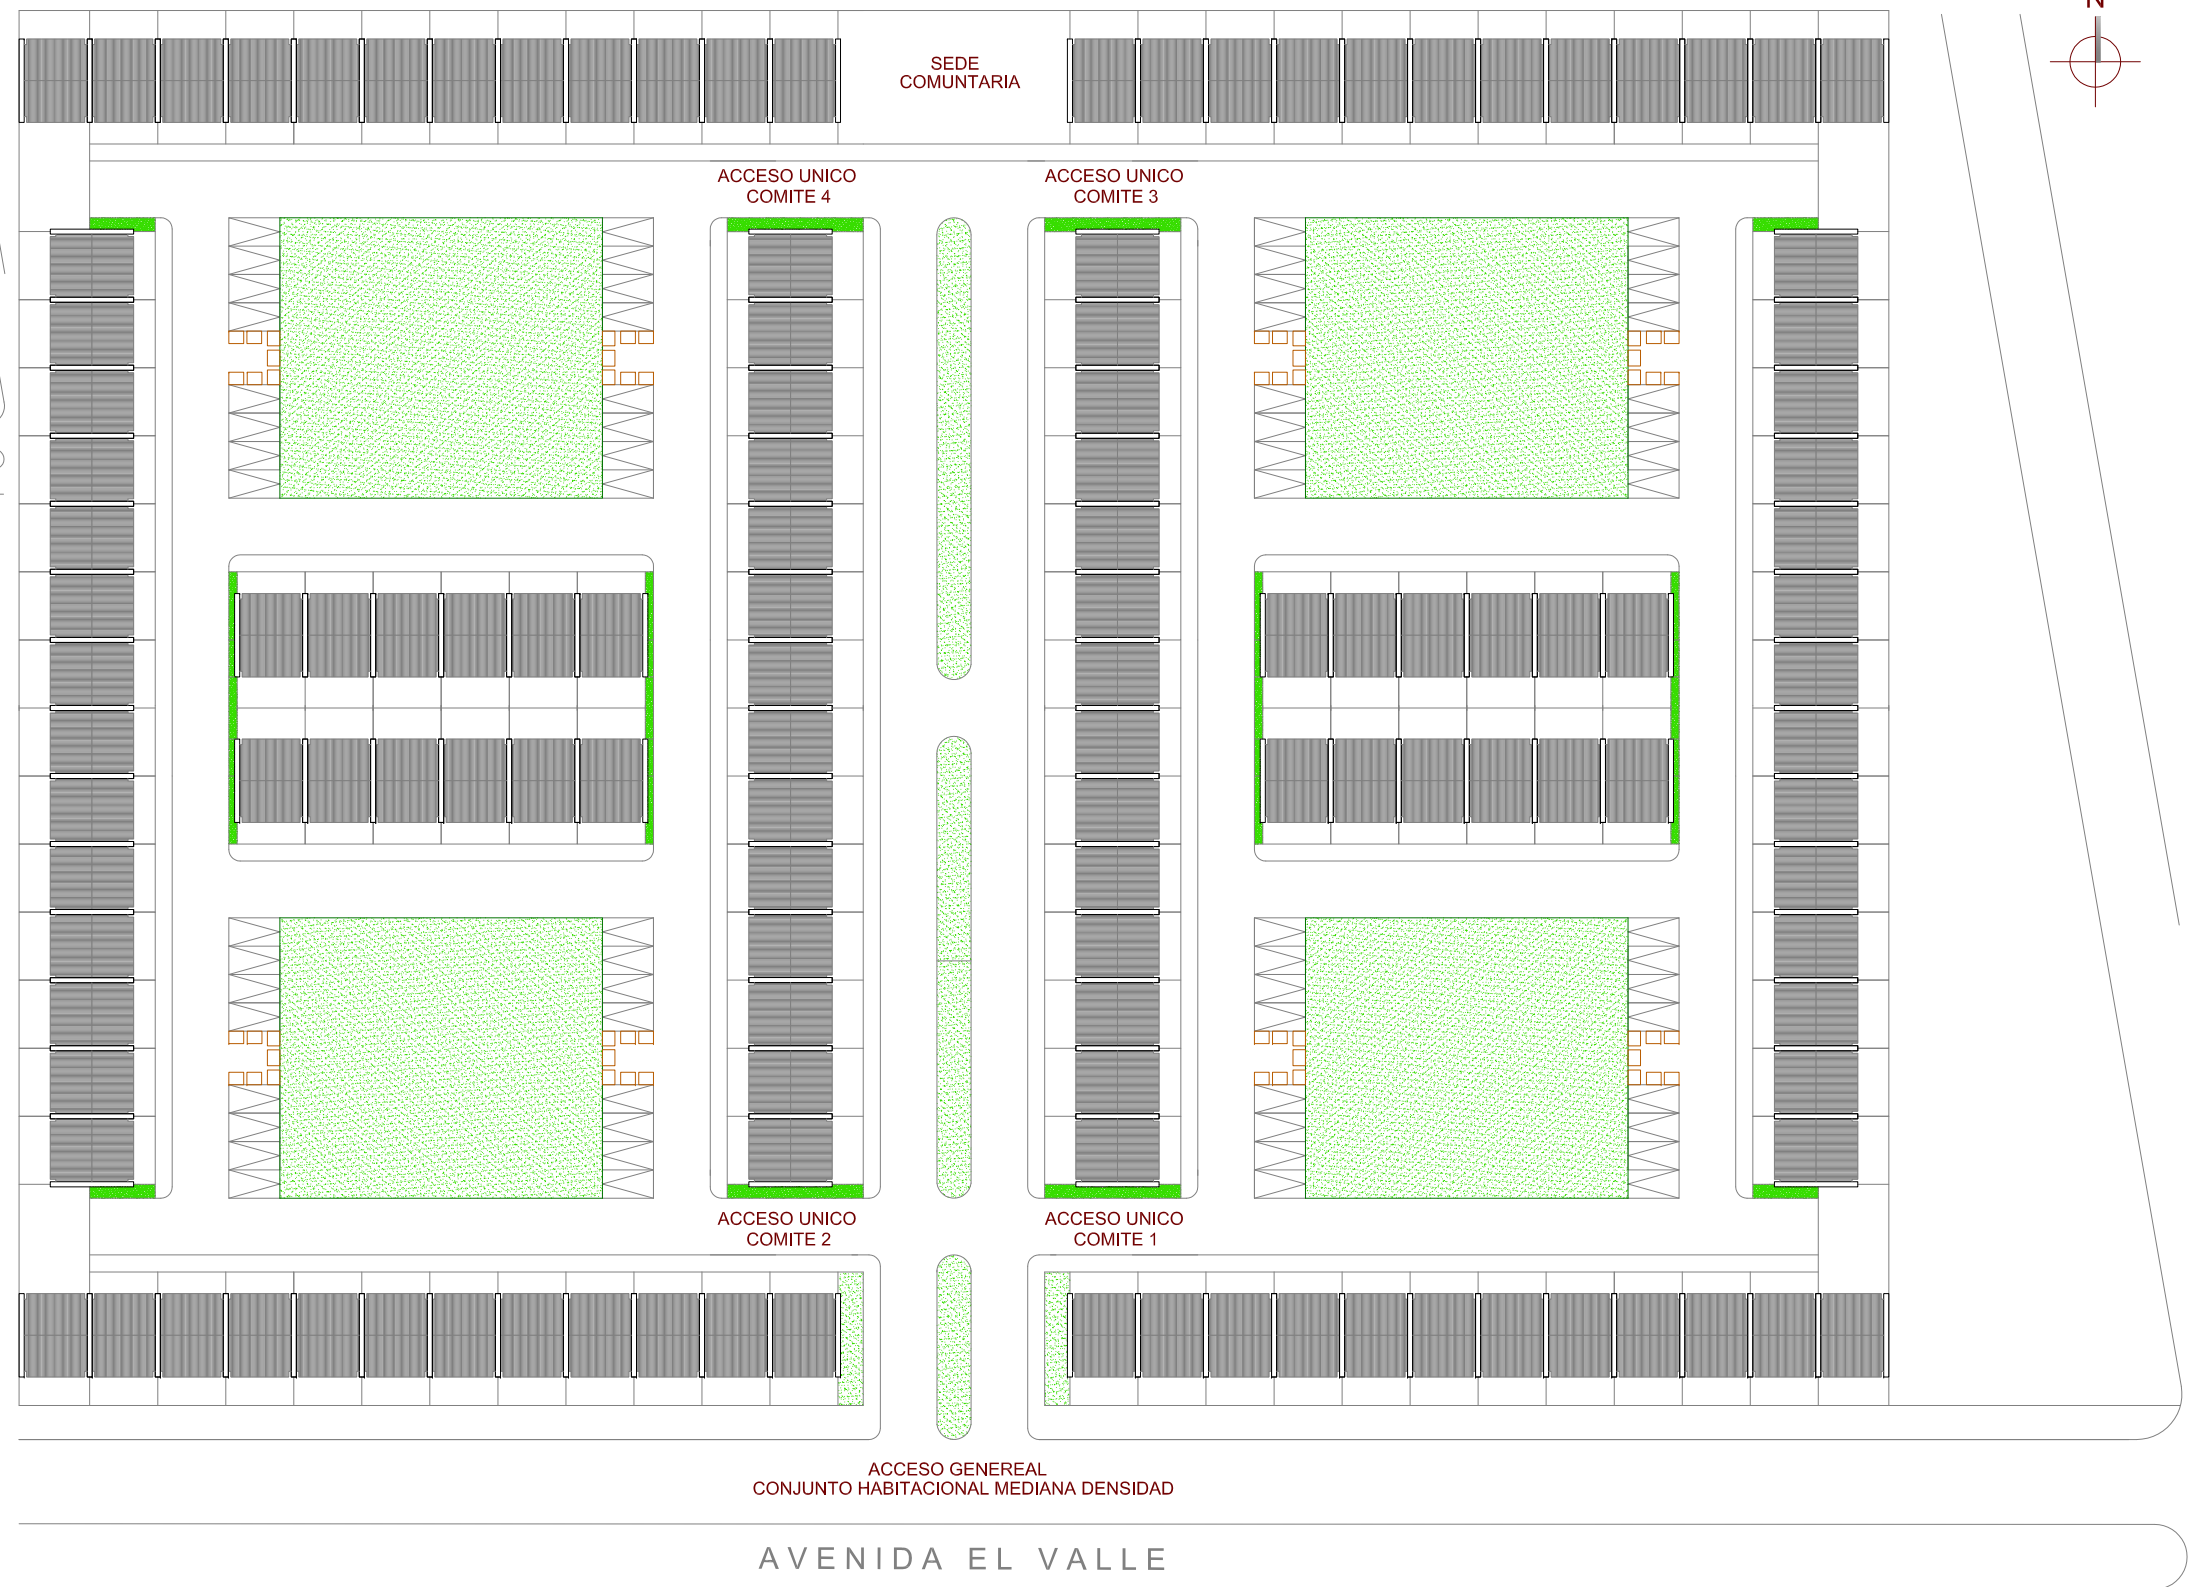 N
SEDE
COMUNTARIA
ACCESO UNICO
COMITE 4
ACCESO UNICO
COMITE 3
ACCESO UNICO
COMITE 2
ACCESO UNICO
COMITE 1
ACCESO GENEREAL
CONJUNTO HABITACIONAL MEDIANA DENSIDAD
AVENIDA EL VALLE